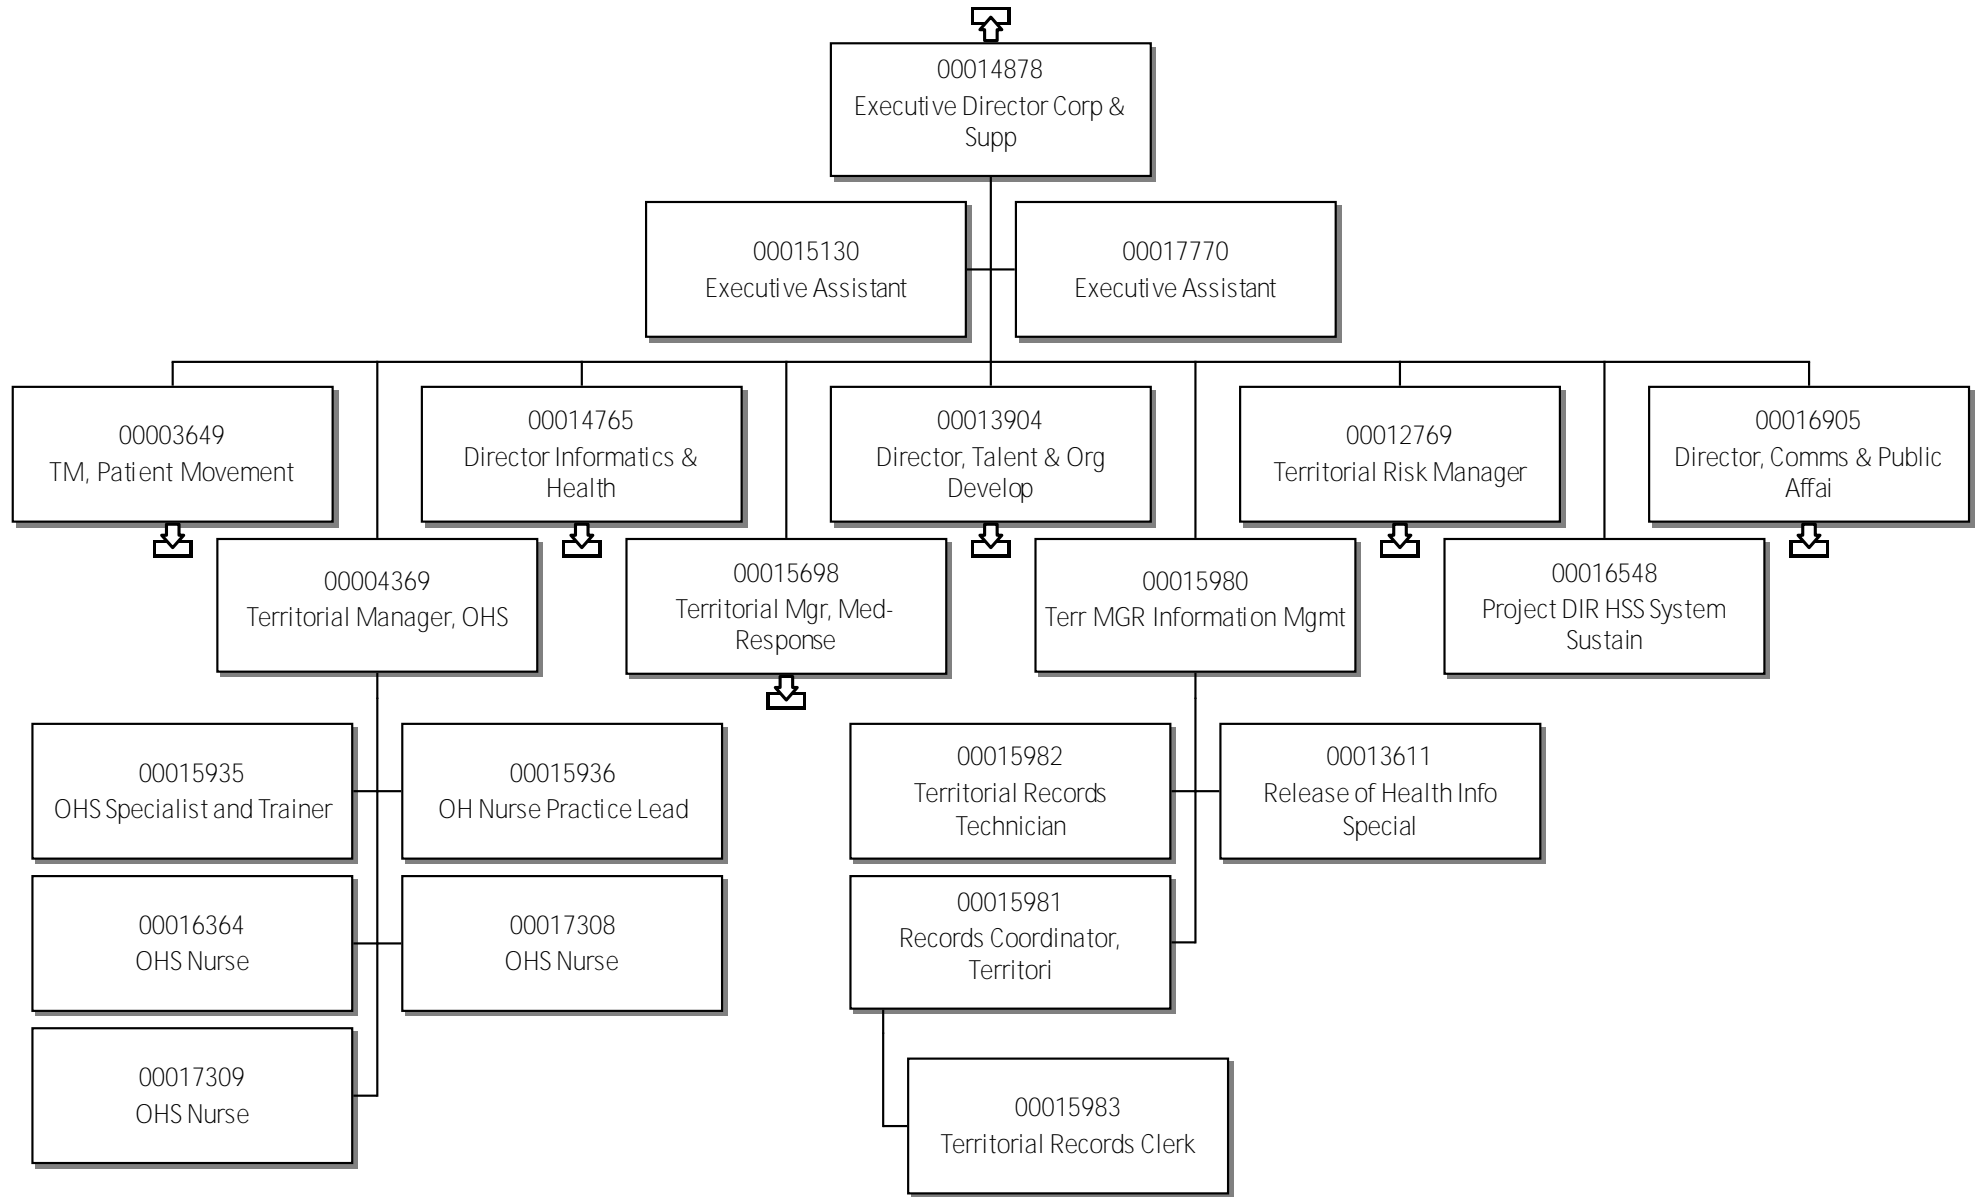 00014878
Executive Director Corp &
Supp
00015130
Executive Assistant
00017770
Executive Assistant
00003649
TM, Patient Movement
00014765
Director Informatics &
Health
00013904
Director, Talent & Org
Develop
00012769
Territorial Risk Manager
00016905
Director, Comms & Public
Affai
00004369
Territorial Manager, OHS
00015698
Territorial Mgr, Med-
Response
00015980
Terr MGR Information Mgmt
00016548
Project DIR HSS System
Sustain
00015935
OHS Specialist and Trainer
00015936
OH Nurse Practice Lead
00015982
Territorial Records
Technician
00013611
Release of Health Info
Special
00016364
OHS Nurse
00017308
OHS Nurse
00015981
Records Coordinator,
Territori
00017309
OHS Nurse
00015983
Territorial Records Clerk